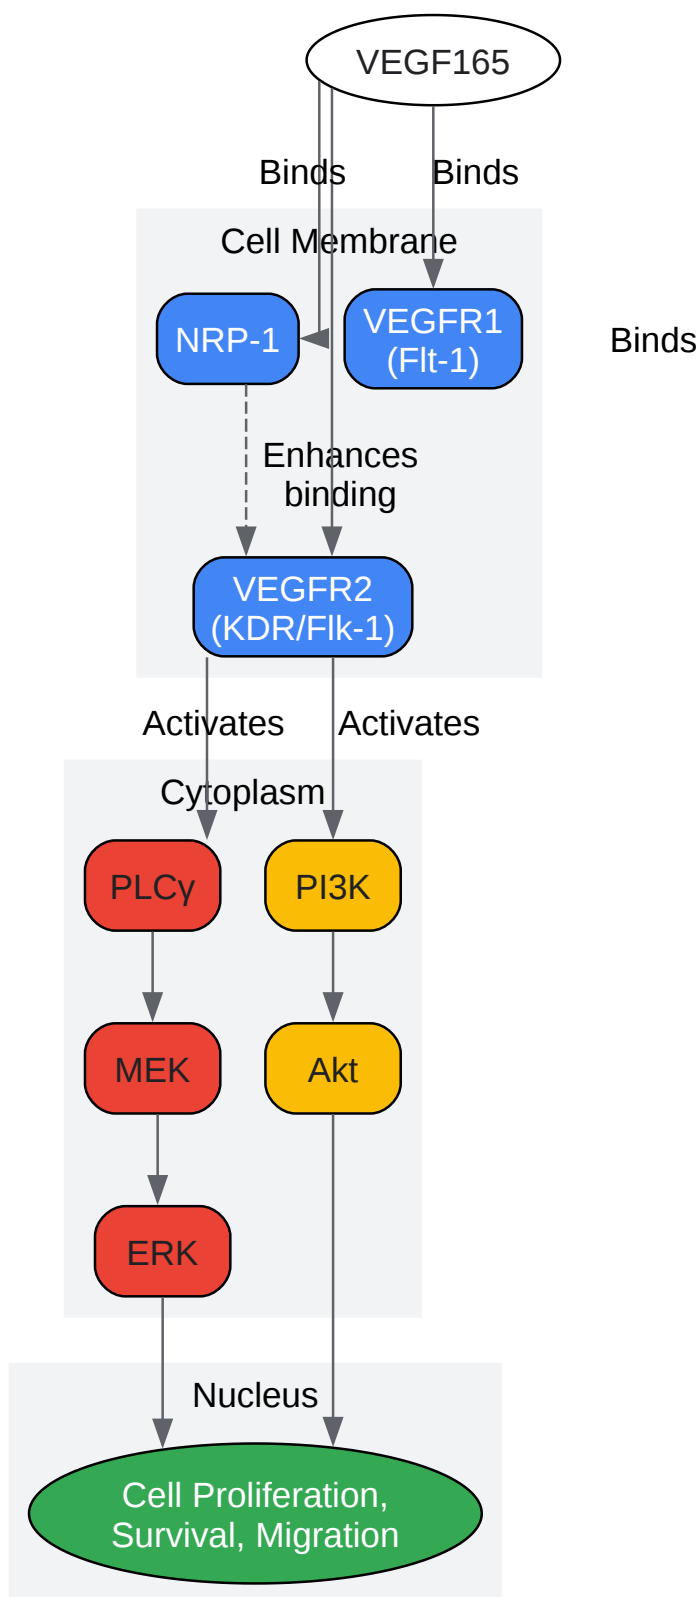 VEGF165
Binds
Binds
Cell Membrane
NRP-1
VEGFR1
(Flt-1)
Binds
Enhances
binding
VEGFR2
(KDR/Flk-1)
Activates
Activates
Cytoplasm
PLCγ
PI3K
MEK
Akt
ERK
Nucleus
Cell Proliferation,
Survival, Migration